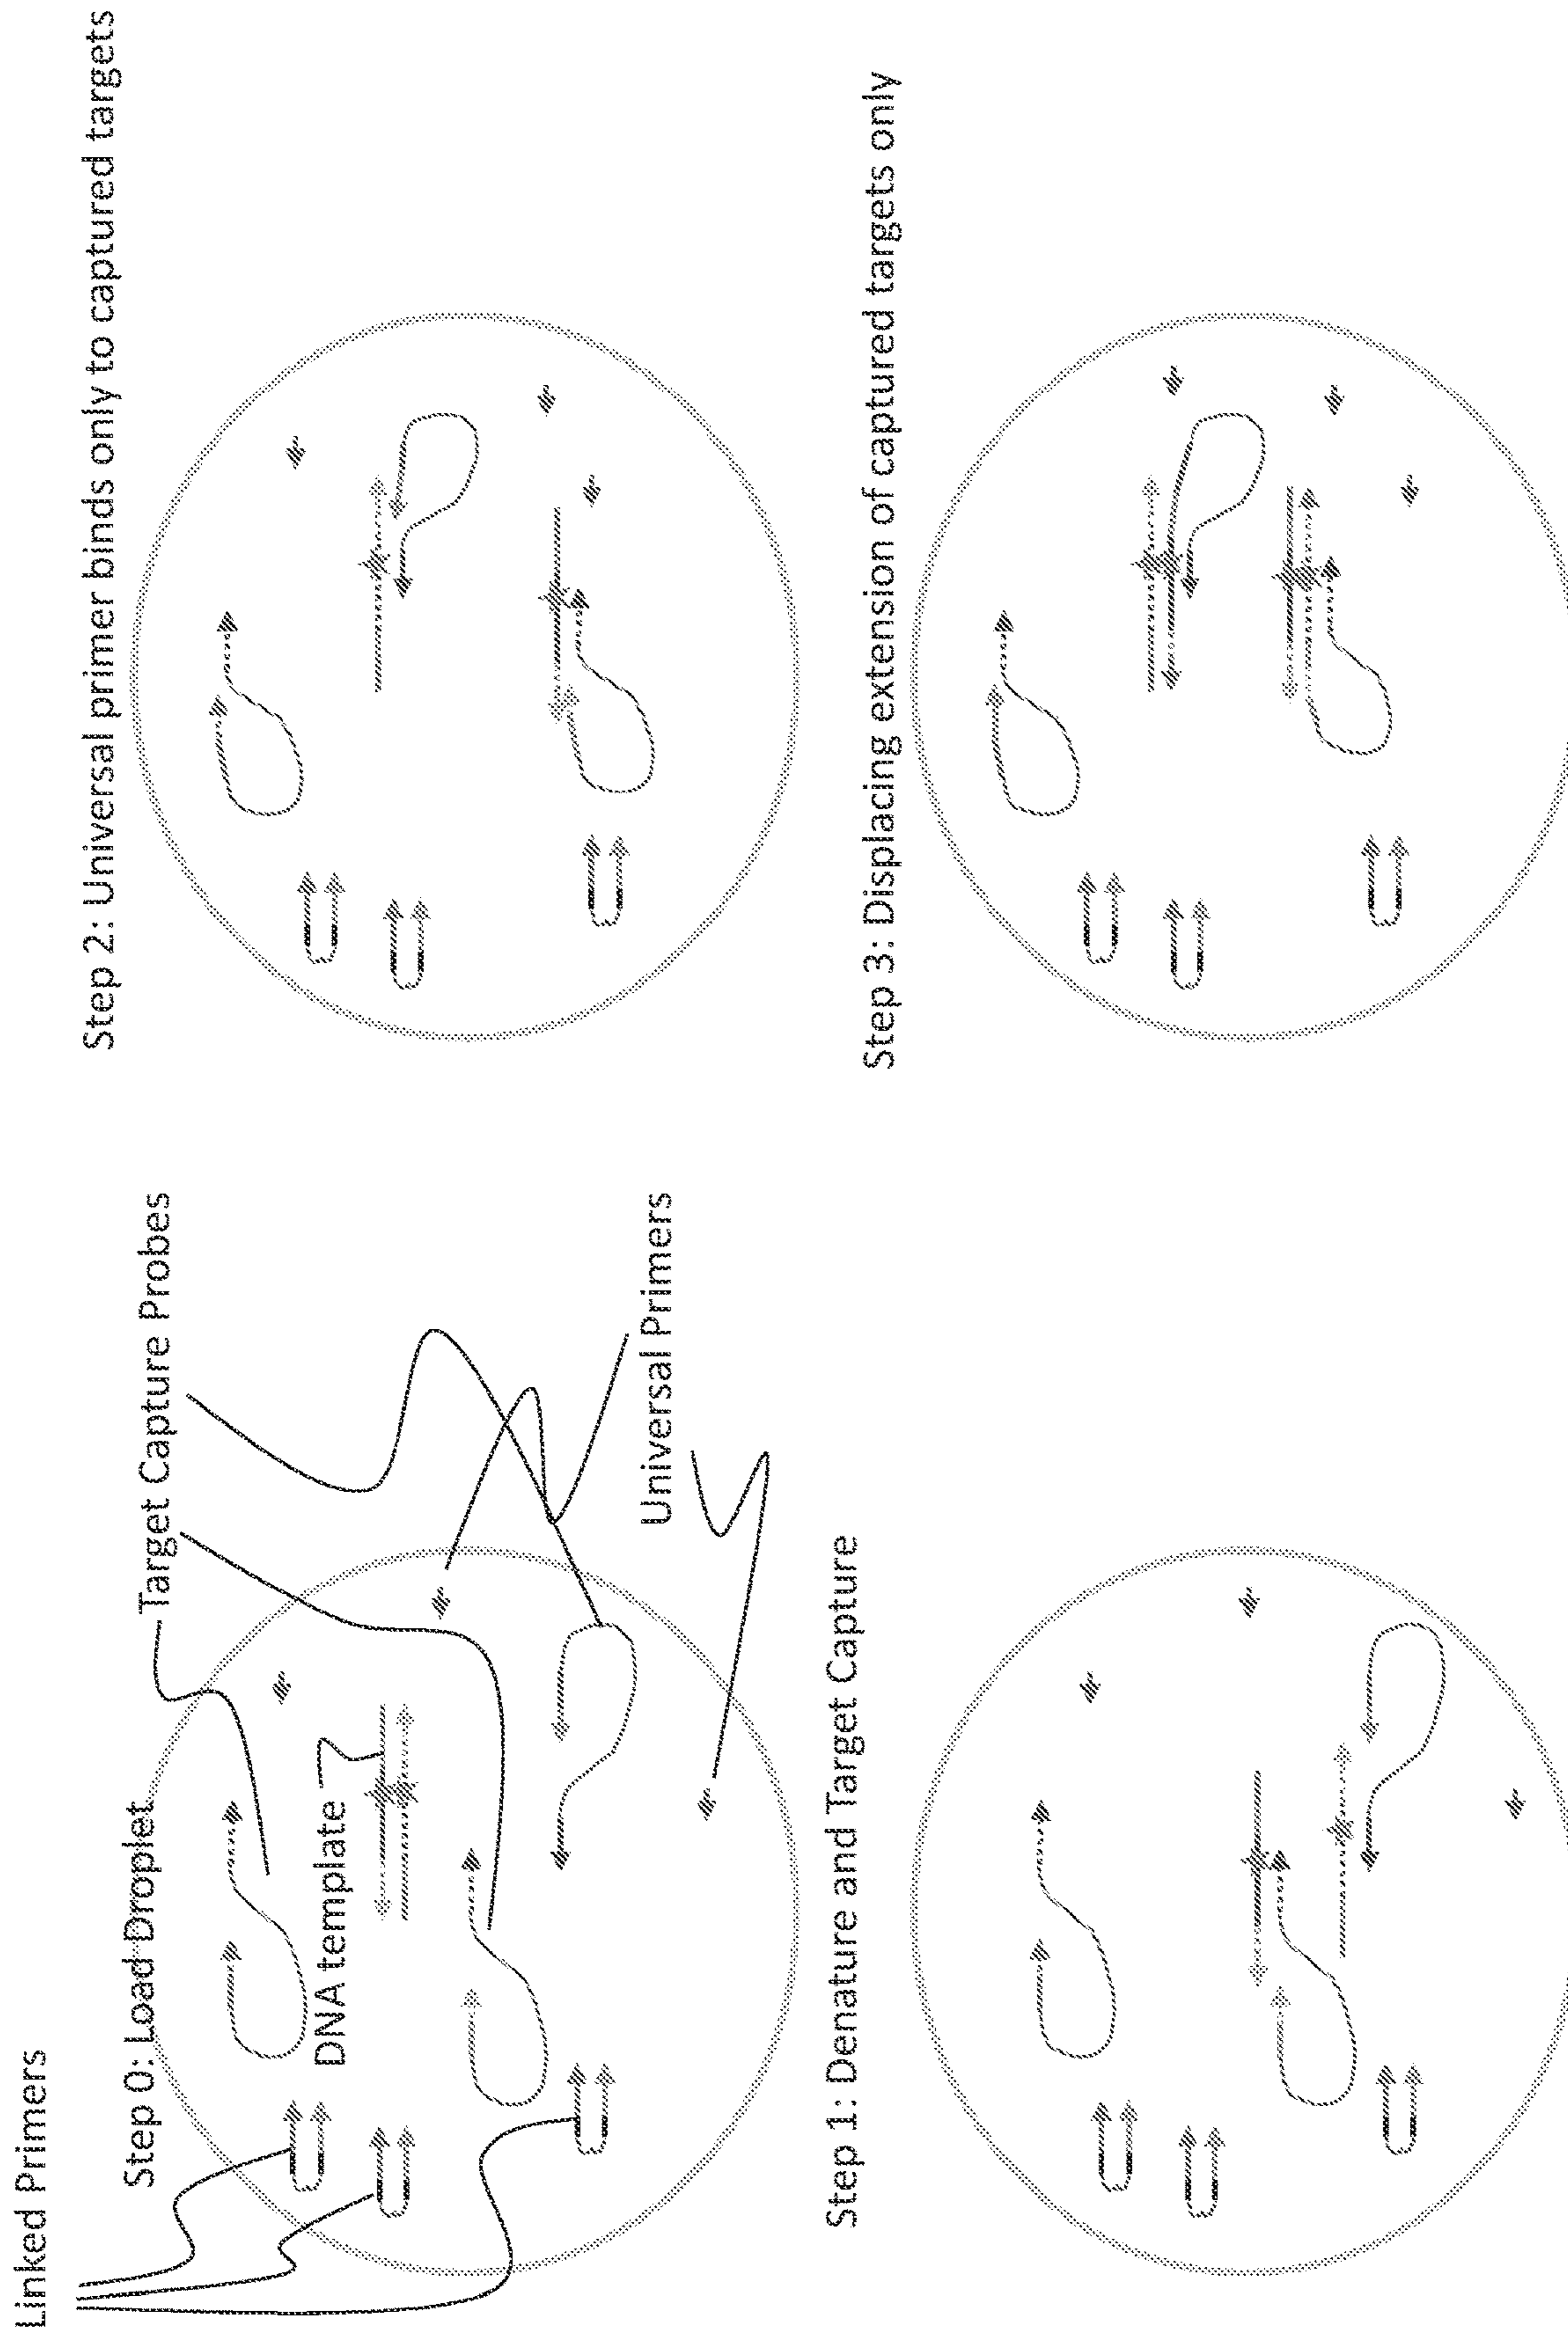 Linked Primers
Step 0: Load Droplet
Target Capture Probes
DNA template
Universal Primers
Step 1: Denature and Target Capture
Step 2: Universal primer binds only to captured targets
Step 3: Displacing extension of captured targets only